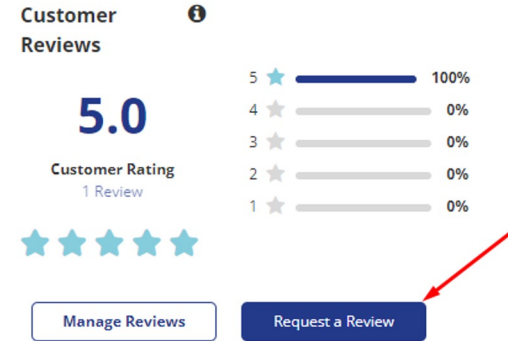 Customer
Reviews
5.0
Customer Rating
1 Review
5 100%
4 0%
3 0%
2 0%
1 0%
Manage Reviews
Request a Review